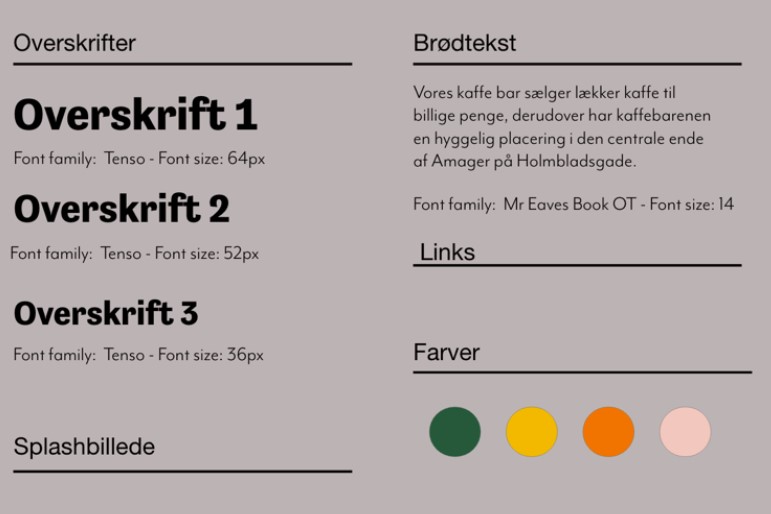 Overskrifter
Overskrift 1
Font family: Tenso - Font size: 64px
Overskrift 2
Font family: Tenso - Font size: 52px
Overskrift 3
Font family: Tenso - Font size: 36px
Splashbillede
Brødtekst
Vores kaffe bar sælger lækker kaffe til
billige penge, derudover har kaffebarenen
en hyggelig placering i den centrale ende
af Amager på Holmbladsgade.
Font family: Mr Eaves Book OT - Font size: 14
Links
Farver